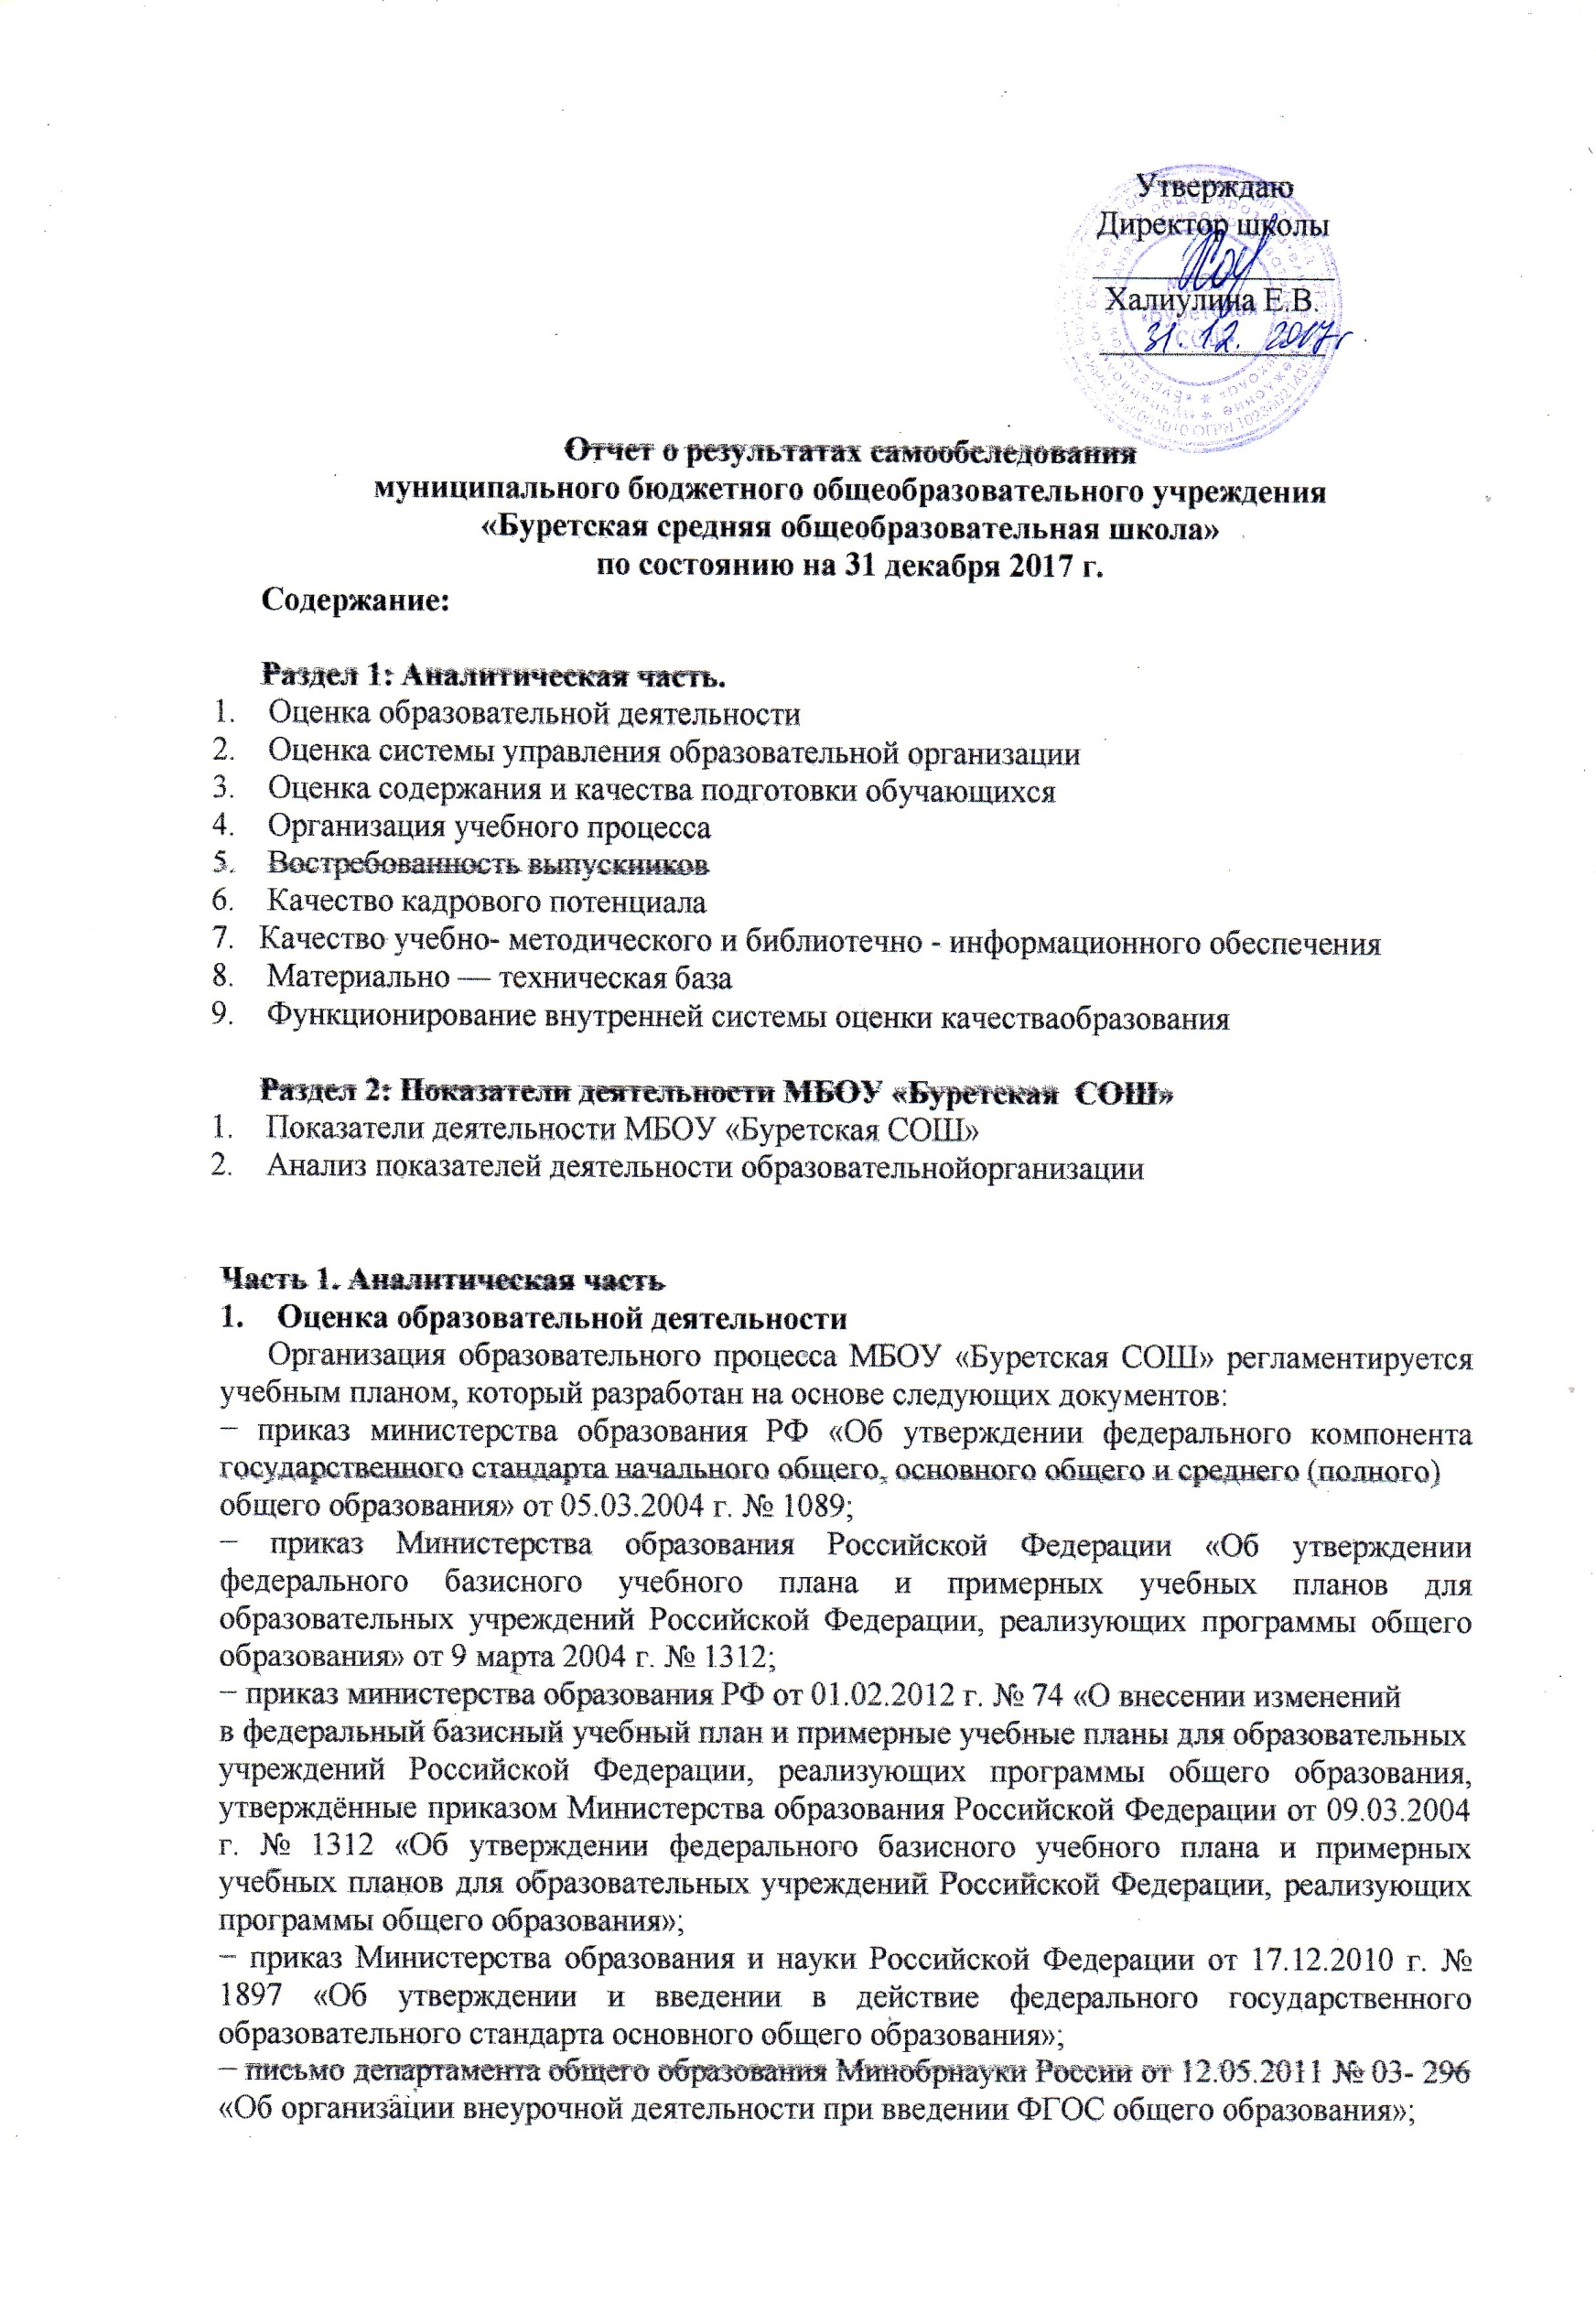 Утверждаю
Директор школы
Халиулина Е.В.
31.12. 2017г
Отчет о результатах самообследования
муниципального бюджетного общеобразовательного учреждения
«Буретская средняя общеобразовательная школа»
по состоянию на 31 декабря 2017 г.
Содержание:
Раздел 1: Аналитическая часть.
1. Оценка образовательной деятельности
2. Оценка системы управления образовательной организации
3. Оценка содержания и качества подготовки обучающихся
4. Организация учебного процесса
5. Востребованность выпускников
6. Качество кадрового потенциала
7. Качество учебно- методического и библиотечно - информационного обеспечения
8. Материально — техническая база
9. Функционирование внутренней системы оценки качестваобразования
Раздел 2: Показатели деятельности МБОУ «Буретская СОШ»
1. Показатели деятельности МБОУ «Буретская СОШ»
2. Анализ показателей деятельности образовательнойорганизации
Часть 1. Аналитическая часть
1. Оценка образовательной деятельности
Организация образовательного процесса МБОУ «Буретская СОШ» регламентируется
учебным планом, который разработан на основе следующих документов:
− приказ министерства образования РФ «Об утверждении федерального компонента
государственного стандарта начального общего, основного общего и среднего (полного)
общего образования» от 05.03.2004 г. № 1089;
− приказ Министерства образования Российской Федерации «Об утверждении
федерального базисного учебного плана и примерных учебных планов для
образовательных учреждений Российской Федерации, реализующих программы общего
образования» от 9 марта 2004 г. № 1312;
− приказ министерства образования РФ от 01.02.2012 г. № 74 «О внесении изменений
в федеральный базисный учебный план и примерные учебные планы для образовательных
учреждений Российской Федерации, реализующих программы общего образования,
утверждённые приказом Министерства образования Российской Федерации от 09.03.2004
г. № 1312 «Об утверждении федерального базисного учебного плана и примерных
учебных планов для образовательных учреждений Российской Федерации, реализующих
программы общего образования»;
− приказ Министерства образования и науки Российской Федерации от 17.12.2010 г. №
1897 «Об утверждении и введении в действие федерального государственного
образовательного стандарта основного общего образования»;
− письмо департамента общего образования Минобрнауки России от 12.05.2011 № 03- 296
«Об организации внеурочной деятельности при введении ФГОС общего образования»;